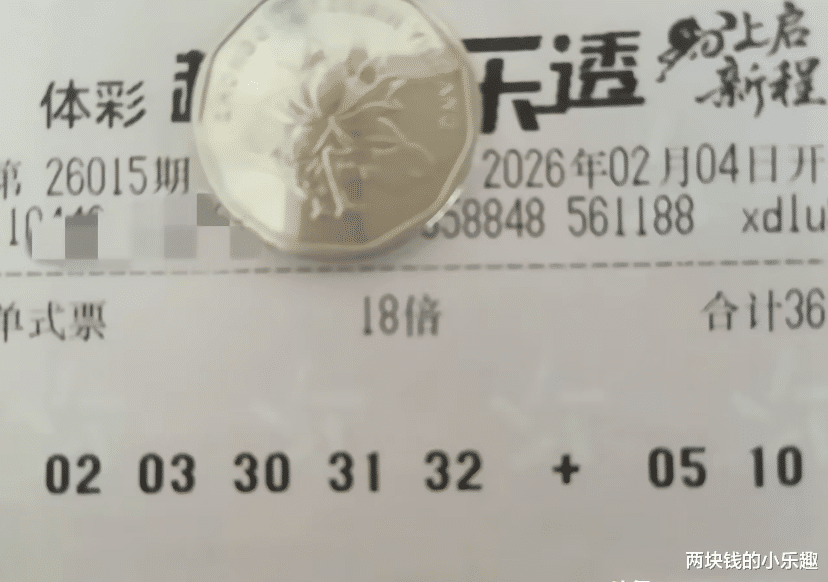 体彩 乐透 马上启
新程
第 26015期 2026年02月04日开
58848 561188 xdlu
单式票 18倍 合计36
02 03 30 31 32 + 05 10
两块钱的小乐趣